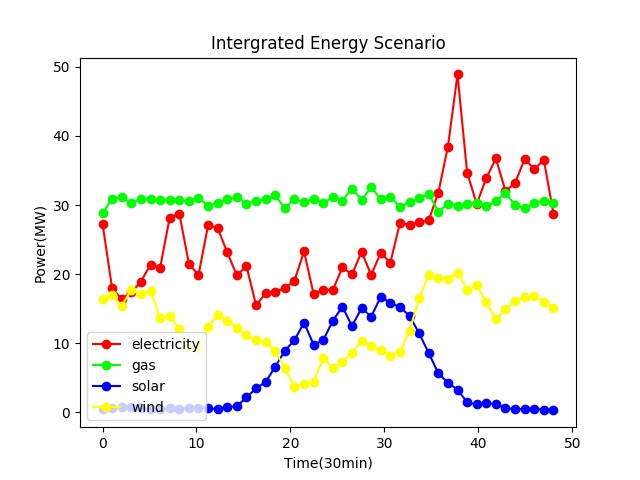 Intergrated Energy Scenario
Power(MW)
50
40
30
20
10
0
electricity
gas
solar
wind
0 10 20 30 40 50
Time(30min)